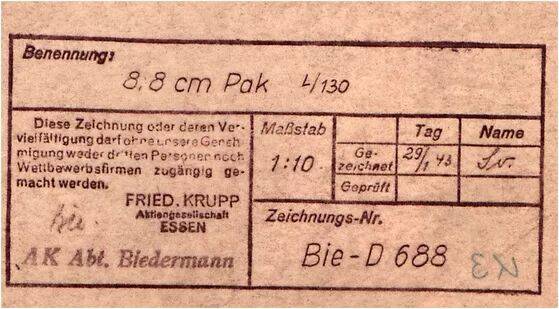 Benennung:
8,8 cm Pak L/130
Diese Zeichnung oder deren Ver-
vielfältigung darf ohne unsere Geneh
migung weder dritten Personen noch
Wettbewerbsfirmen zugängig ge-
macht werden.
FRIED. KRUPP
Aktiengesellschaft
ESSEN
AK Abt. Biedermann
Maßstab
1:10
Tag Name
Ge-
zeichnet 29/1 43
Geprüft
Zeichnungs-Nr.
Bie-D 688